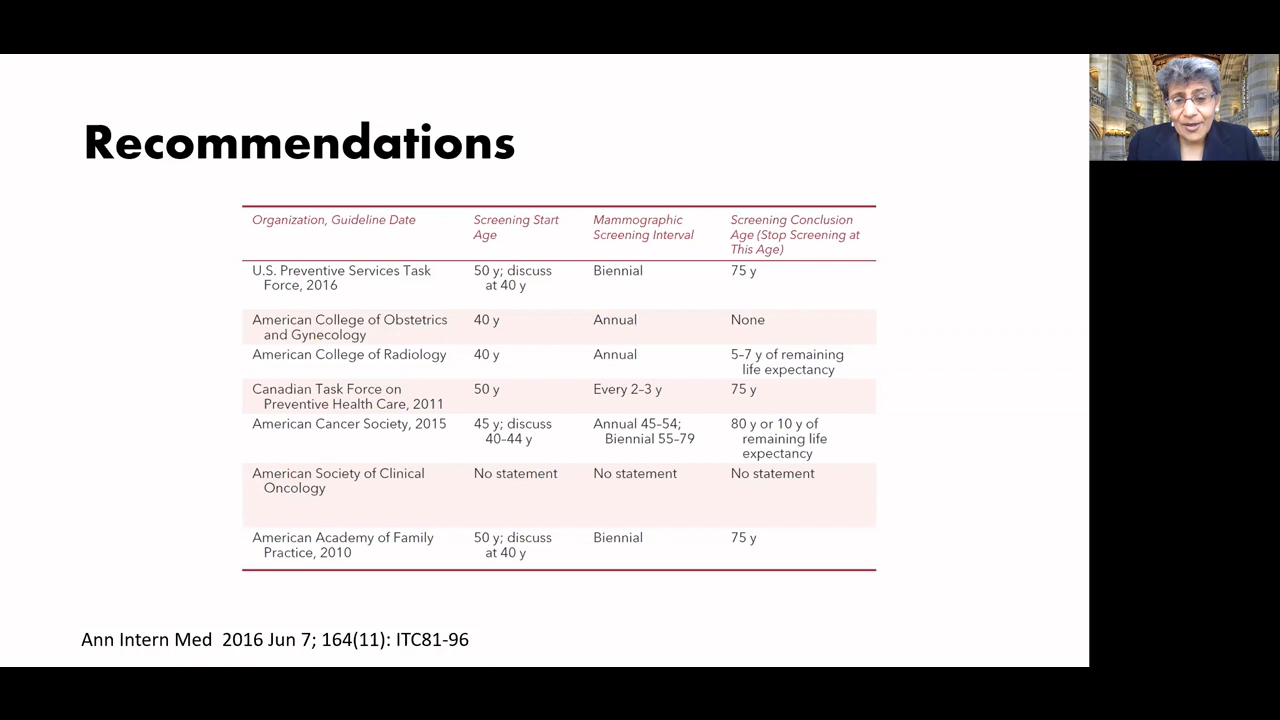 Recommendations
Organization, Guideline Date
Screening Start
Age
Mammographic
Screening Interval
Screening Conclusion
Age (Stop Screening at
This Age)
U.S. Preventive Services Task
Force, 2016
50 y; discuss
at 40 y
Biennial
75 y
American College of Obstetrics
and Gynecology
40 y
Annual
None
American College of Radiology
40 y
Annual
5–7 y of remaining
life expectancy
Canadian Task Force on
Preventive Health Care, 2011
50 y
Every 2–3 y
75 y
American Cancer Society, 2015
45 y; discuss
40–44 y
Annual 45–54;
Biennial 55–79
80 y or 10 y of
remaining life
expectancy
American Society of Clinical
Oncology
No statement
No statement
No statement
American Academy of Family
Practice, 2010
50 y; discuss
at 40 y
Biennial
75 y
Ann Intern Med 2016 Jun 7; 164(11): ITC81-96